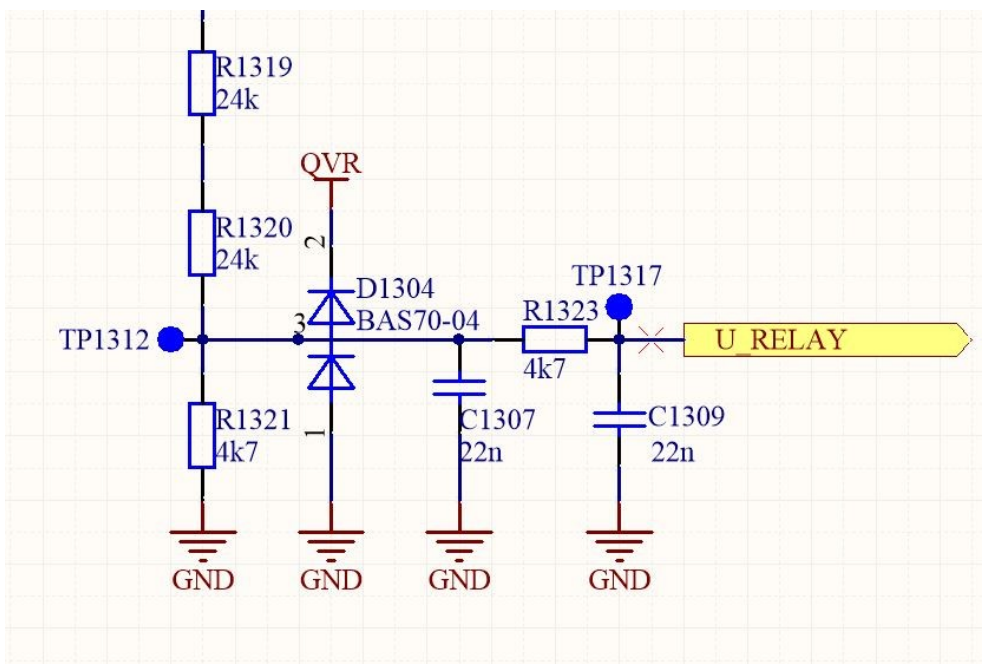 R1319
24k
QVR
R1320
24k
2
D1304
BAS70-04
3
TP1312
TP1317
R1323
4k7
U_RELAY
R1321
4k7
1
C1307
22n
C1309
22n
GND
GND
GND
GND